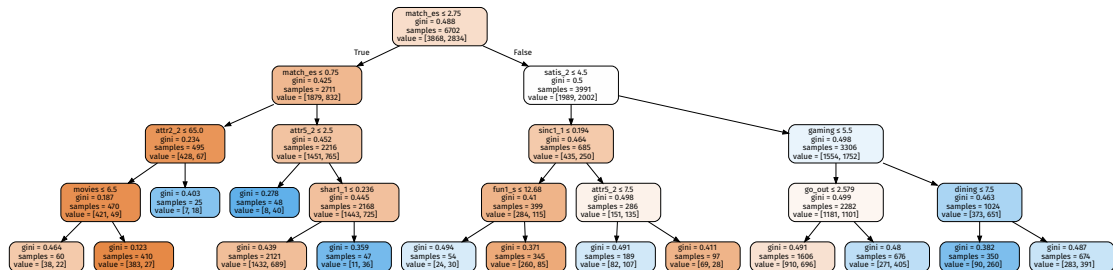 match_es ≤ 2.75
gini = 0.488
samples = 6702
value = [3868, 2834]
True
False
match_es ≤ 0.75
gini = 0.425
samples = 2711
value = [1879, 832]
satis_2 ≤ 4.5
gini = 0.5
samples = 3991
value = [1989, 2002]
attr2_2 ≤ 65.0
gini = 0.234
samples = 495
value = [428, 67]
attr5_2 ≤ 2.5
gini = 0.452
samples = 2216
value = [1451, 765]
sinc1_1 ≤ 0.194
gini = 0.464
samples = 685
value = [435, 250]
gaming ≤ 5.5
gini = 0.498
samples = 3306
value = [1554, 1752]
movies ≤ 6.5
gini = 0.187
samples = 470
value = [421, 49]
gini = 0.403
samples = 25
value = [7, 18]
gini = 0.278
samples = 48
value = [8, 40]
shar1_1 ≤ 0.236
gini = 0.445
samples = 2168
value = [1443, 725]
fun1_s ≤ 12.68
gini = 0.41
samples = 399
value = [284, 115]
attr5_2 ≤ 7.5
gini = 0.498
samples = 286
value = [151, 135]
go_out ≤ 2.579
gini = 0.499
samples = 2282
value = [1181, 1101]
dining ≤ 7.5
gini = 0.463
samples = 1024
value = [373, 651]
gini = 0.464
samples = 60
value = [38, 22]
gini = 0.123
samples = 410
value = [383, 27]
gini = 0.439
samples = 2121
value = [1432, 689]
gini = 0.359
samples = 47
value = [11, 36]
gini = 0.494
samples = 54
value = [24, 30]
gini = 0.371
samples = 345
value = [260, 85]
gini = 0.491
samples = 189
value = [82, 107]
gini = 0.411
samples = 97
value = [69, 28]
gini = 0.491
samples = 1606
value = [910, 696]
gini = 0.48
samples = 676
value = [271, 405]
gini = 0.382
samples = 350
value = [90, 260]
gini = 0.487
samples = 674
value = [283, 391]